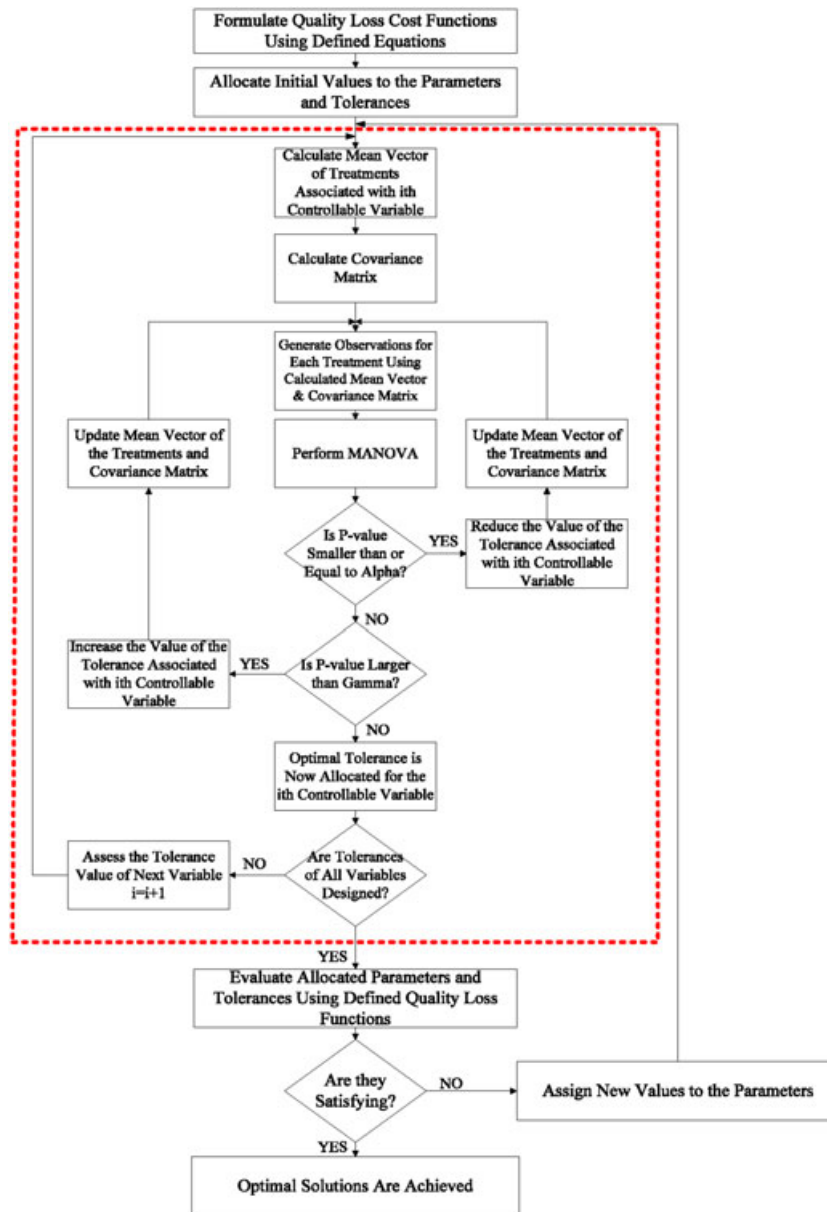 Formulate Quality Loss Cost Functions
Using Defined Equations
Allocate Initial Values to the Parameters
and Tolerances
Calculate Mean Vector
of Treatments
Associated with ith
Controllable Variable
Calculate Covariance
Matrix
Generate Observations for
Each Treatment Using
Calculated Mean Vector
& Covariance Matrix
Update Mean Vector of
the Treatments and
Covariance Matrix
Perform MANOVA
Update Mean Vector of
the Treatments and
Covariance Matrix
Is P-value
Smaller than or
Equal to Alpha?
YES
Reduce the Value of the
Tolerance Associated
with ith Controllable
Variable
NO
Increase the Value of the
Tolerance Associated
with ith Controllable
Variable
YES
Is P-value Larger
than Gamma?
NO
Optimal Tolerance is
Now Allocated for the
ith Controllable Variable
Assess the Tolerance
Value of Next Variable
i=i+1
NO
Are Tolerances
of All Variables
Designed?
YES
Evaluate Allocated Parameters and
Tolerances Using Defined Quality Loss
Functions
Are they
Satisfying?
NO
Assign New Values to the Parameters
YES
Optimal Solutions Are Achieved